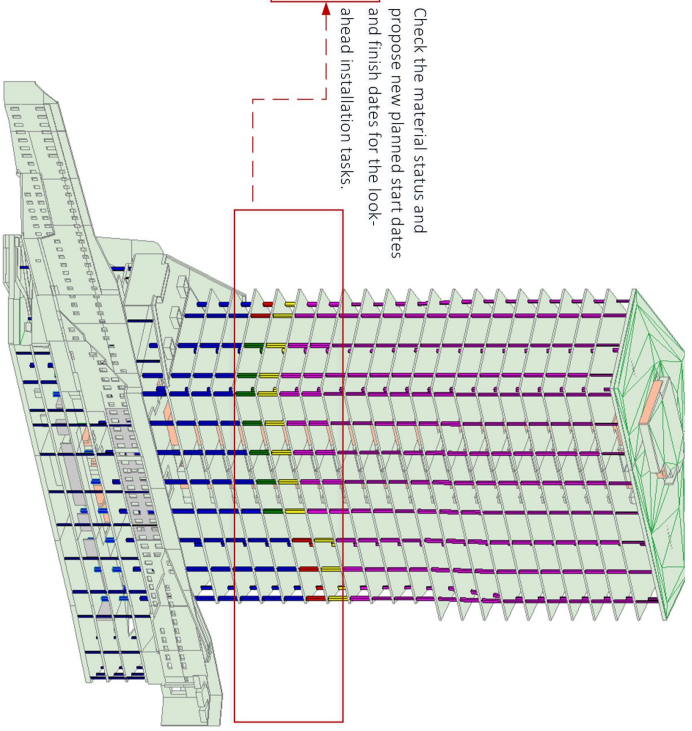 Check the material status and
propose new planned start dates
and finish dates for the look-
ahead installation tasks.